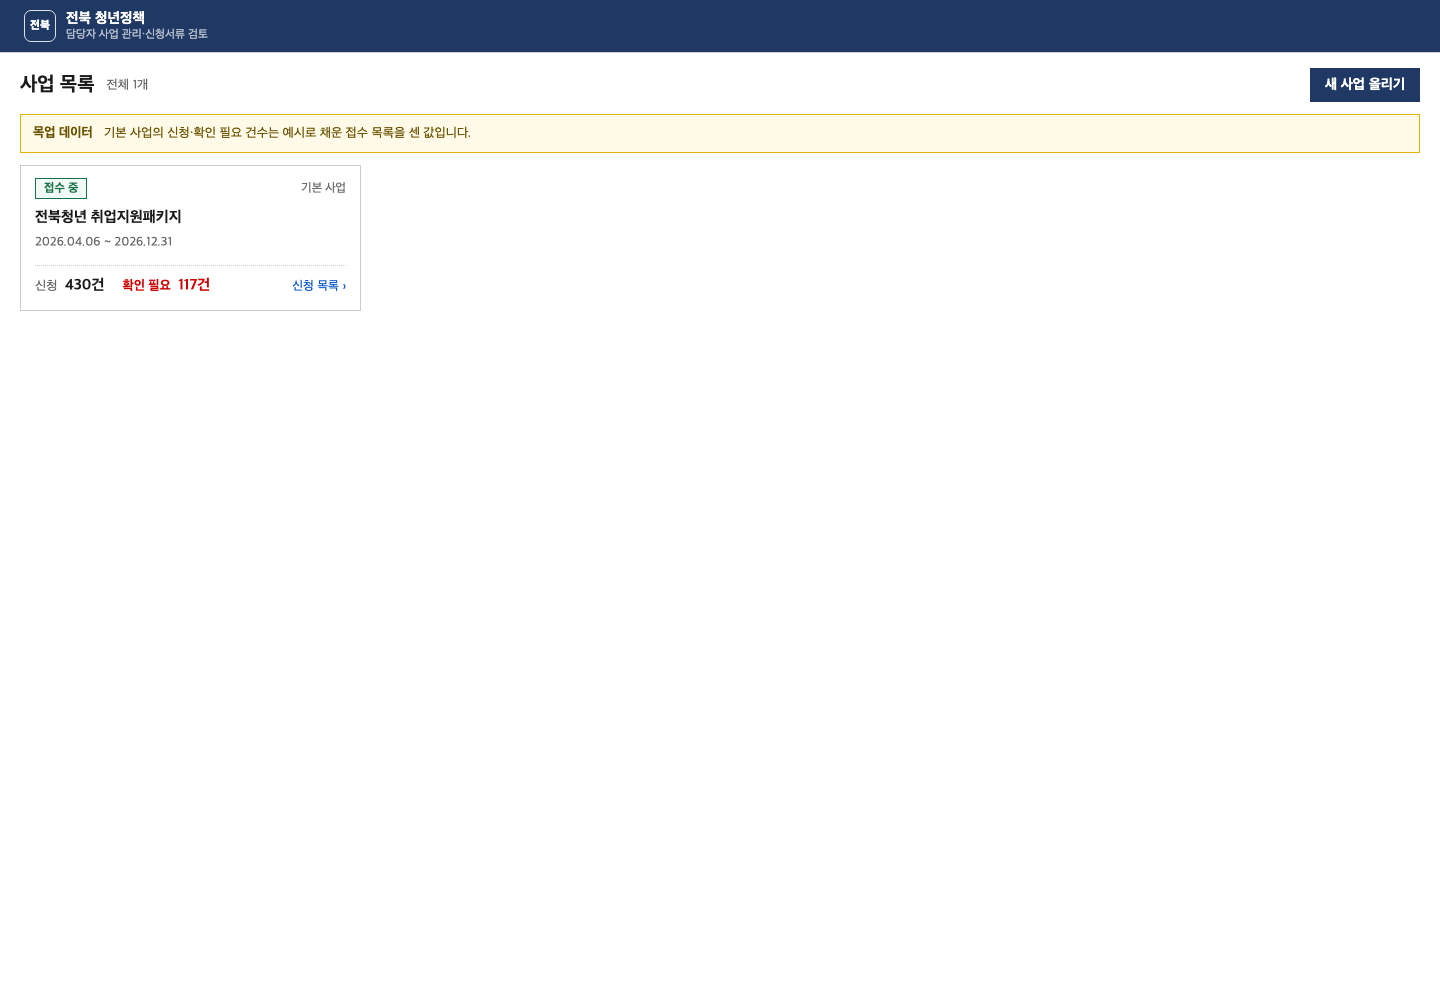 전북
전북 청년정책
담당자 사업 관리·신청서류 검토
사업 목록 전체 1개
새 사업 올리기
목업 데이터 기본 사업의 신청·확인 필요 건수는 예시로 채운 접수 목록을 센 값입니다.
접수 중 기본 사업
전북청년 취업지원패키지
2026.04.06 ~ 2026.12.31
신청 430건 확인 필요 117건 신청 목록 ›